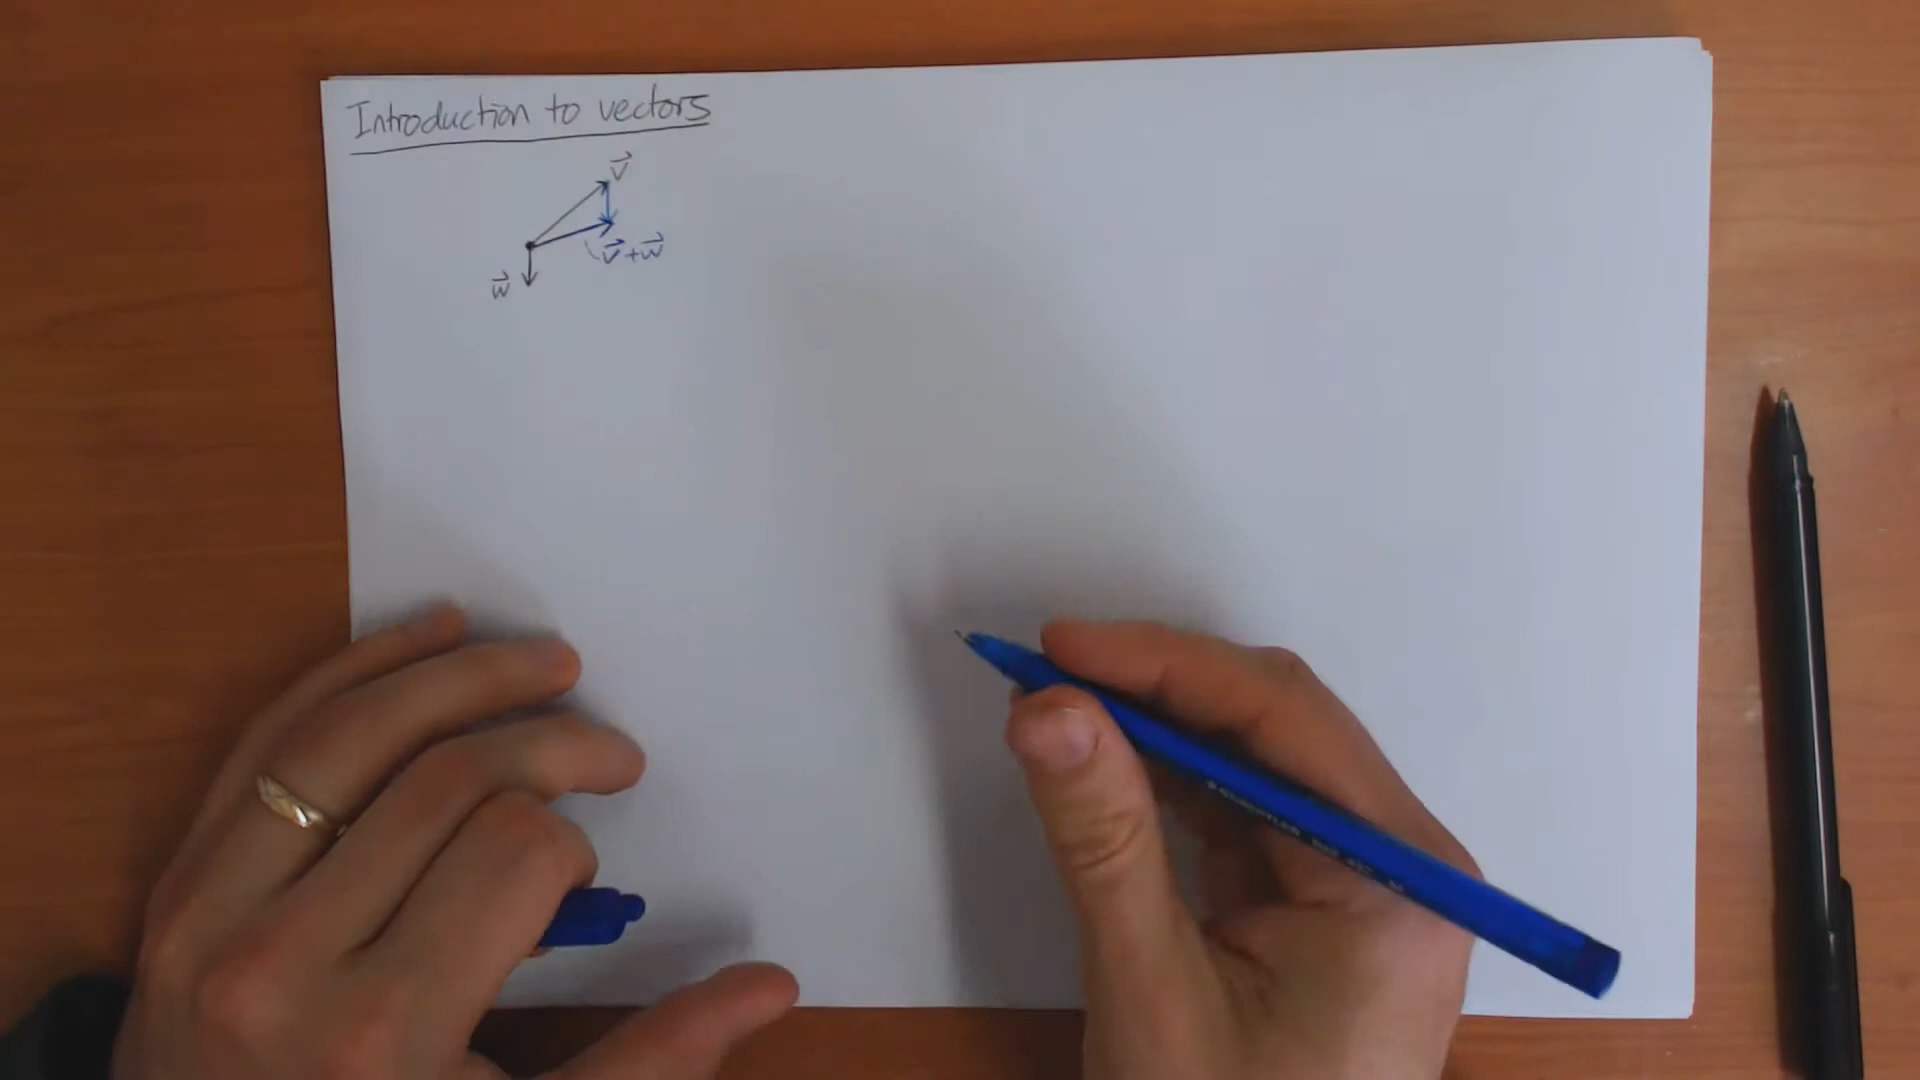 Introduction to vectors
v⃗
v⃗+w⃗
w⃗